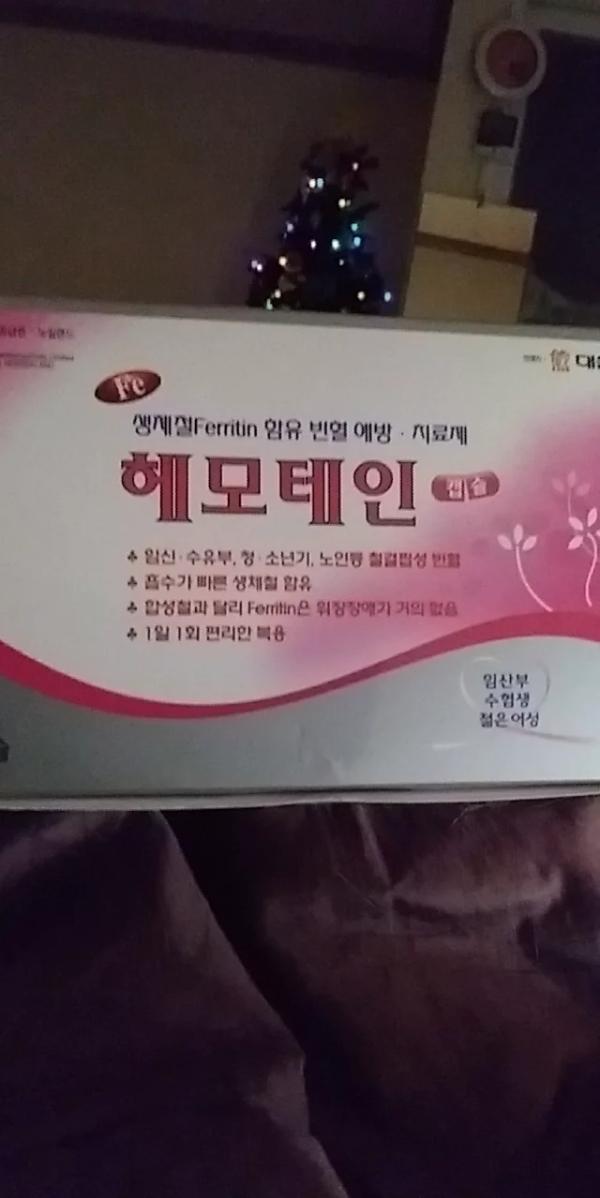 뉴질랜드
Fe
생체철Ferritin 함유 빈혈 예방 · 치료제
헤모테인 캡슐
♣ 임신 · 수유부, 청 · 소년기, 노인등 철결핍성 빈혈
♣ 흡수가 빠른 생체철 함유
♣ 합성철과 달리 Ferritin은 위장장애가 거의 없음
♣ 1일 1회 편리한 복용
임산부
수험생
젊은여성